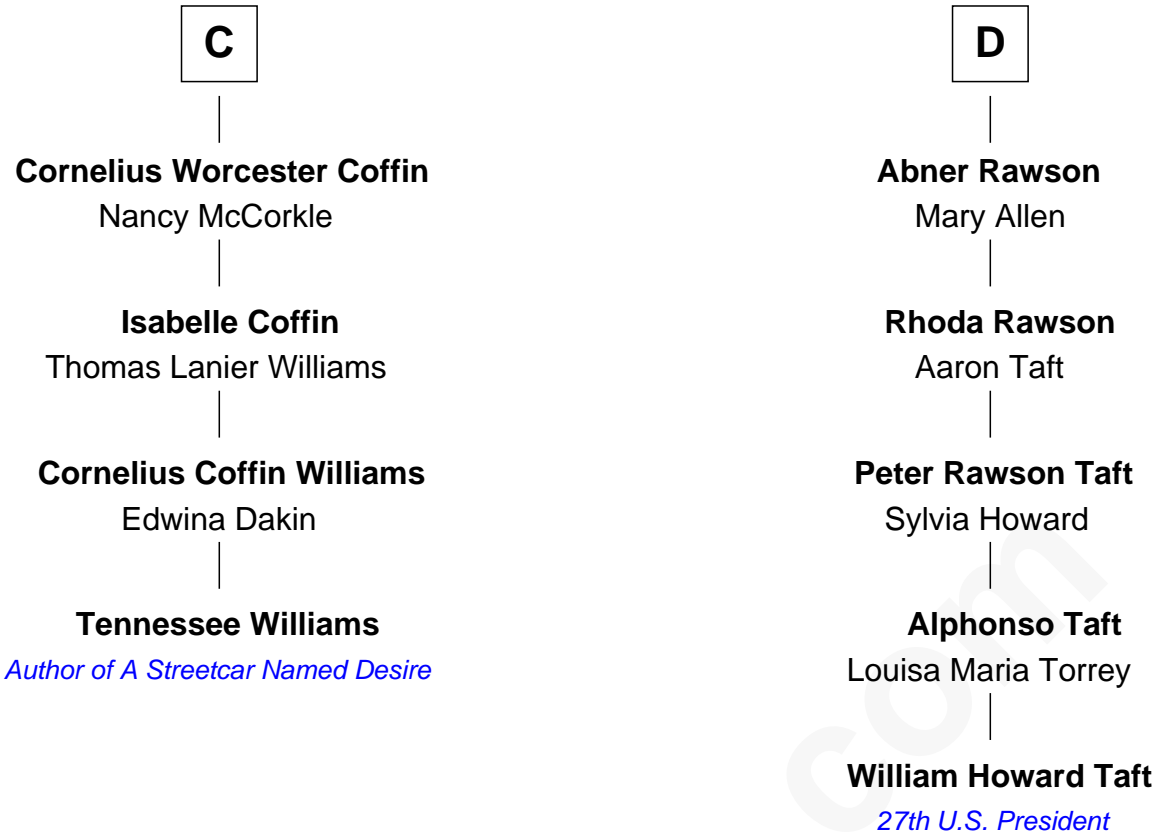 C
Cornelius Worcester Coffin
Nancy McCorkle
Isabelle Coffin
Thomas Lanier Williams
Cornelius Coffin Williams
Edwina Dakin
Tennessee Williams
Author of A Streetcar Named Desire
D
Abner Rawson
Mary Allen
Rhoda Rawson
Aaron Taft
Peter Rawson Taft
Sylvia Howard
Alphonso Taft
Louisa Maria Torrey
William Howard Taft
27th U.S. President
com